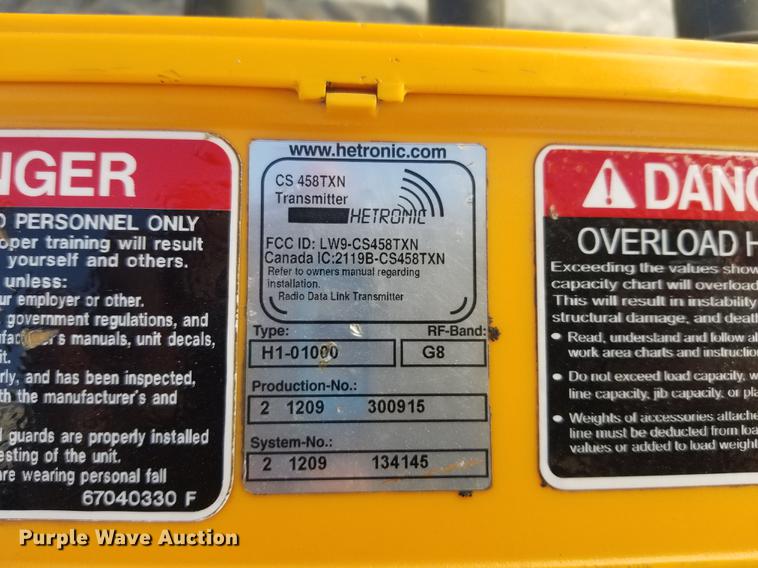 NGER
PERSONNEL ONLY
oper training will result
yourself and others.
unless:
ur employer or other.
government regulations, and
manuals, unit decals,
rly, and has been inspected,
th the manufacturer's and
guards are properly installed
esting of the unit.
are wearing personal fall
67040330 F
www.hetronic.com
CS 458TXN
Transmitter
HETRONIC
FCC ID: LW9-CS458TXN
Canada IC:2119B-CS458TXN
Refer to owners manual regarding
installation.
Radio Data Link Transmitter
Type: RF-Band:
H1-01000 G8
Production-No.:
2 1209 300915
System-No.:
2 1209 134145
DANG
OVERLOAD H
Exceeding the values show
capacity chart will overload
This will result in instability
structural damage, and death
• Read, understand and follow al
work area charts and instruction
• Do not exceed load capacity, w
line capacity, jib capacity, or pla
• Weights of accessories attache
line must be deducted from loa
values or added to load weight
Purple Wave Auction